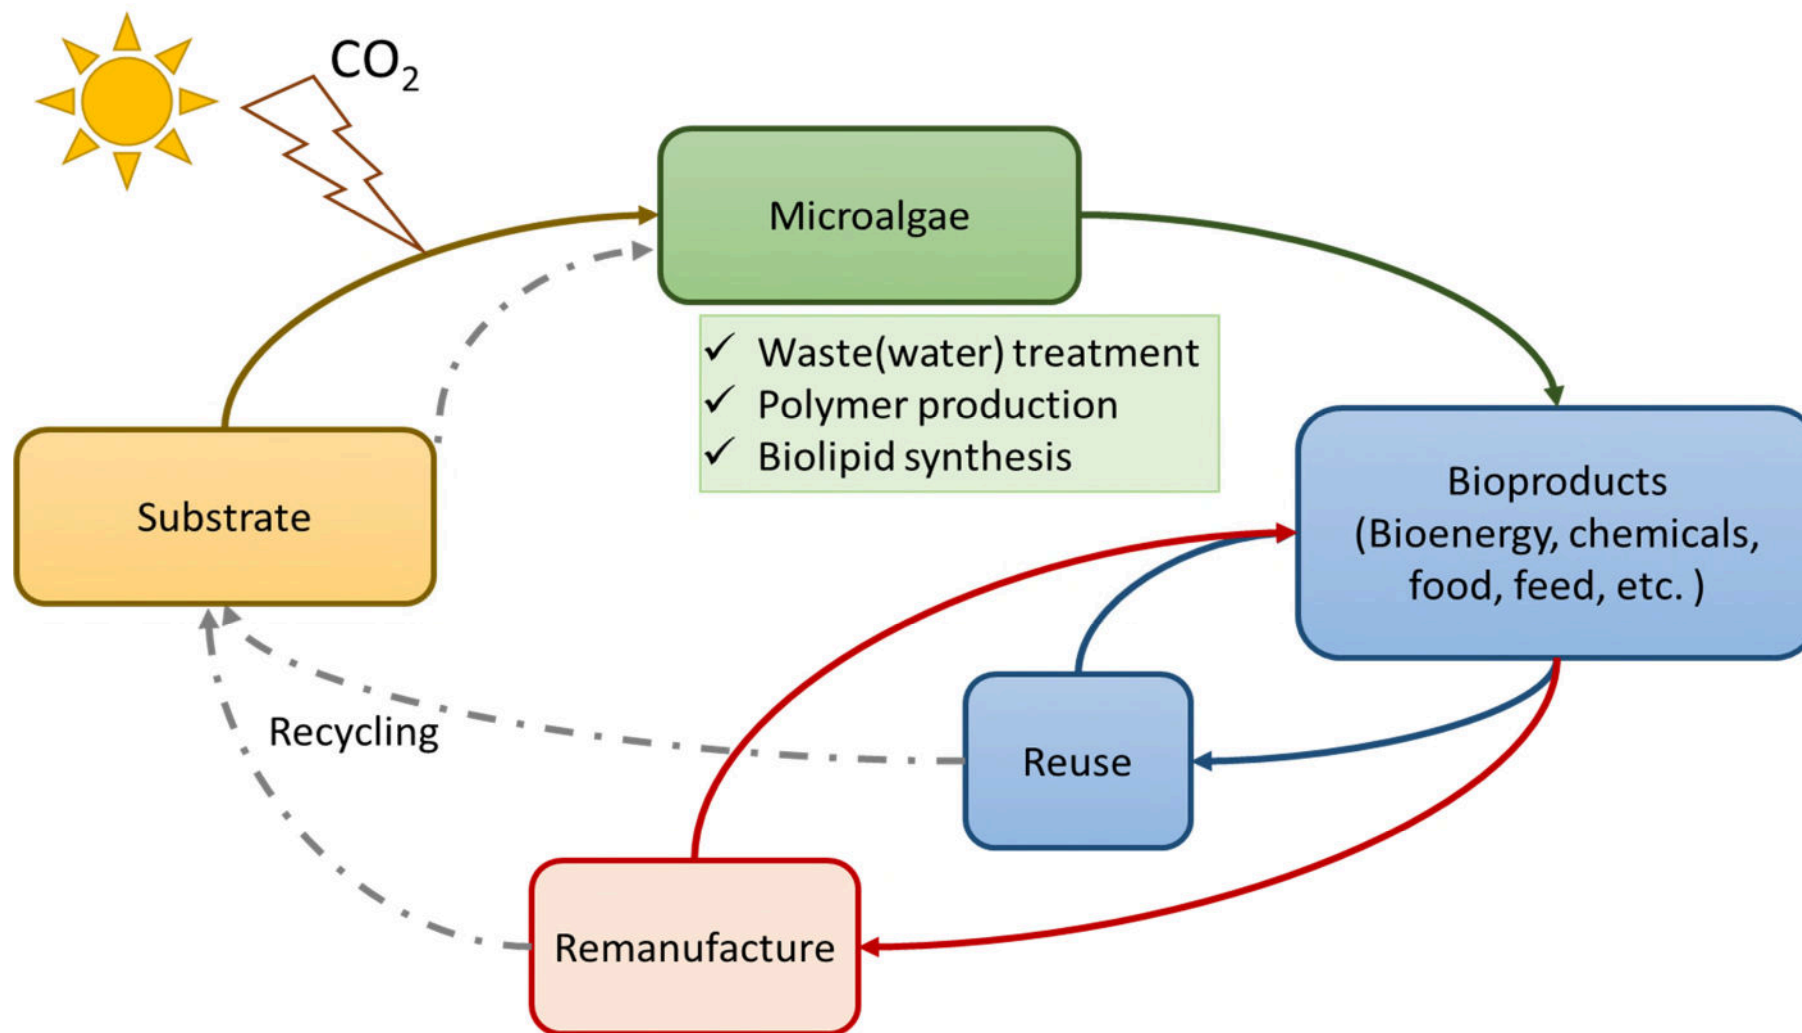 CO₂
Microalgae
✓ Waste(water) treatment
✓ Polymer production
✓ Biolipid synthesis
Substrate
Bioproducts
(Bioenergy, chemicals,
food, feed, etc. )
Recycling
Reuse
Remanufacture